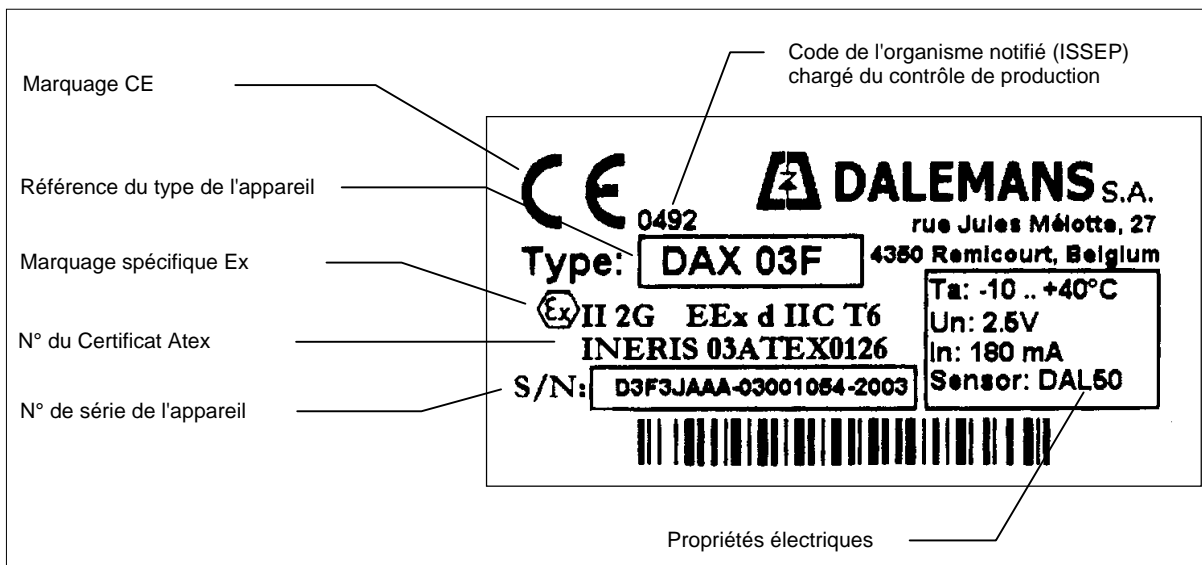 Code de l'organisme notifié (ISSEP)
chargé du contrôle de production
Marquage CE
Référence du type de l'appareil
Marquage spécifique Ex
N° du Certificat Atex
N° de série de l'appareil
CE
0492
DALEMANS S.A.
rue Jules Mélotte, 27
4350 Remicourt, Belgium
Type: DAX 03F
Ex II 2G EEx d IIC T6
INERIS 03ATEX0126
S/N: D3F3JAAA-03001054-2003
Ta: -10 .. +40°C
Un: 2.5V
In: 180 mA
Sensor: DAL50
Propriétés électriques